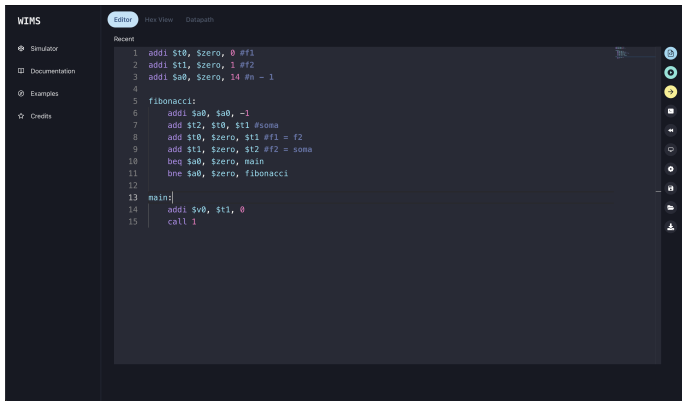 WIMS
Simulator
Documentation
Examples
Credits
Editor Hex View Datapath
Recent
1 addi $t0, $zero, 0 #f1
2 addi $t1, $zero, 1 #f2
3 addi $a0, $zero, 14 #n - 1
4
5 fibonacci:
6 addi $a0, $a0, -1
7 add $t2, $t0, $t1 #soma
8 add $t0, $zero, $t1 #f1 = f2
9 add $t1, $zero, $t2 #f2 = soma
10 beq $a0, $zero, main
11 bne $a0, $zero, fibonacci
12
13 main:
14 addi $v0, $t1, 0
15 call 1